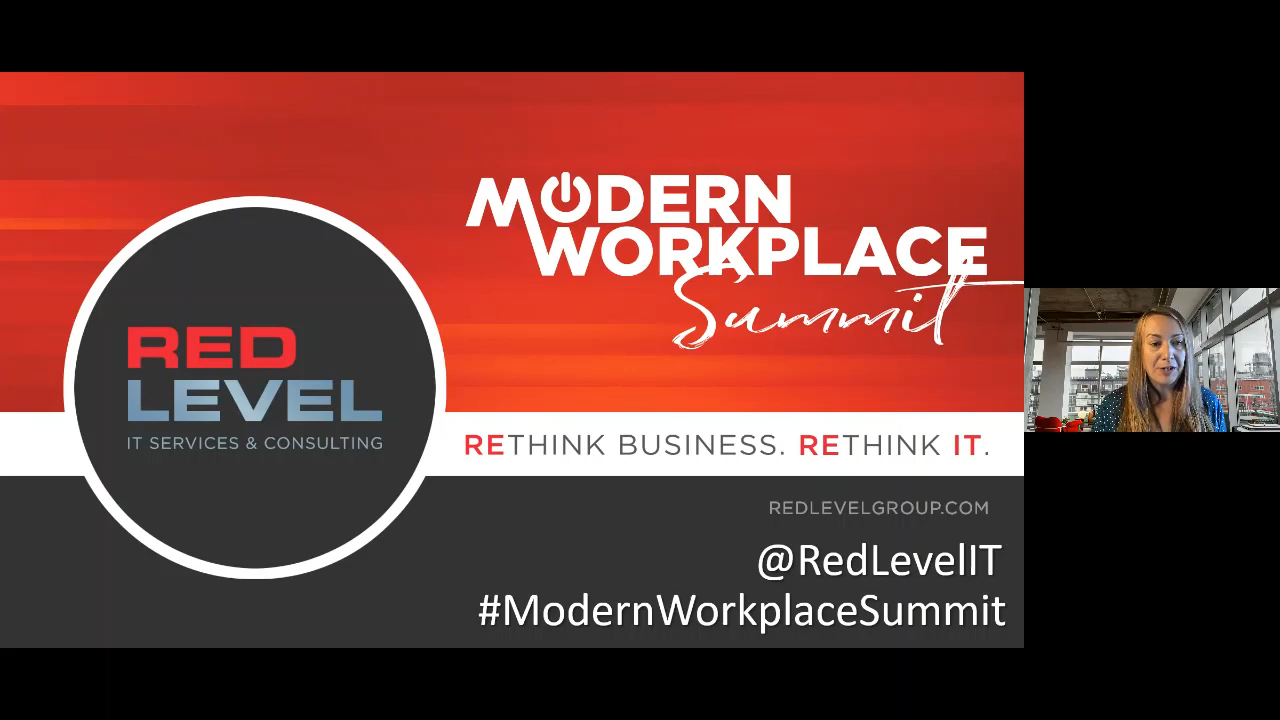 MODERN
WORKPLACE
Summit
RED
LEVEL
IT SERVICES & CONSULTING
RETHINK BUSINESS. RETHINK IT.
REDLEVELGROUP.COM
@RedLevelIT
#ModernWorkplaceSummit